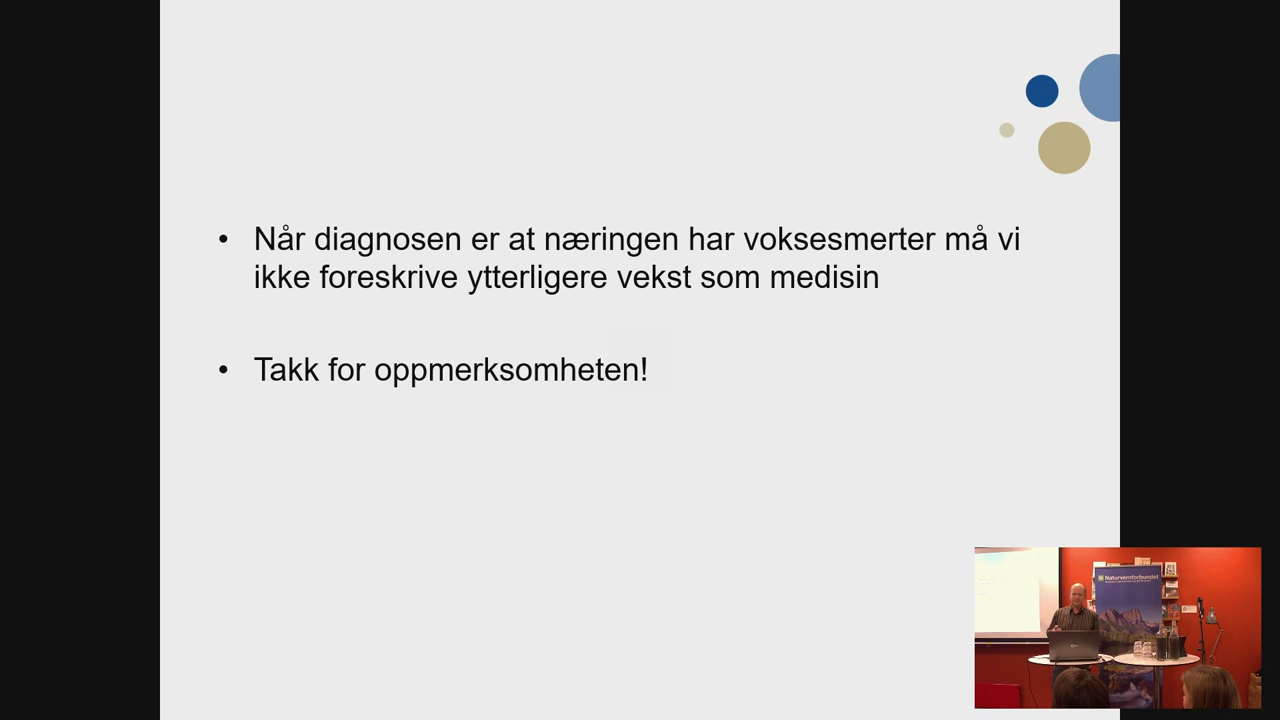 • Når diagnosen er at næringen har voksesmerter må vi
ikke foreskrive ytterligere vekst som medisin
• Takk for oppmerksomheten!
Naturvernforbundet